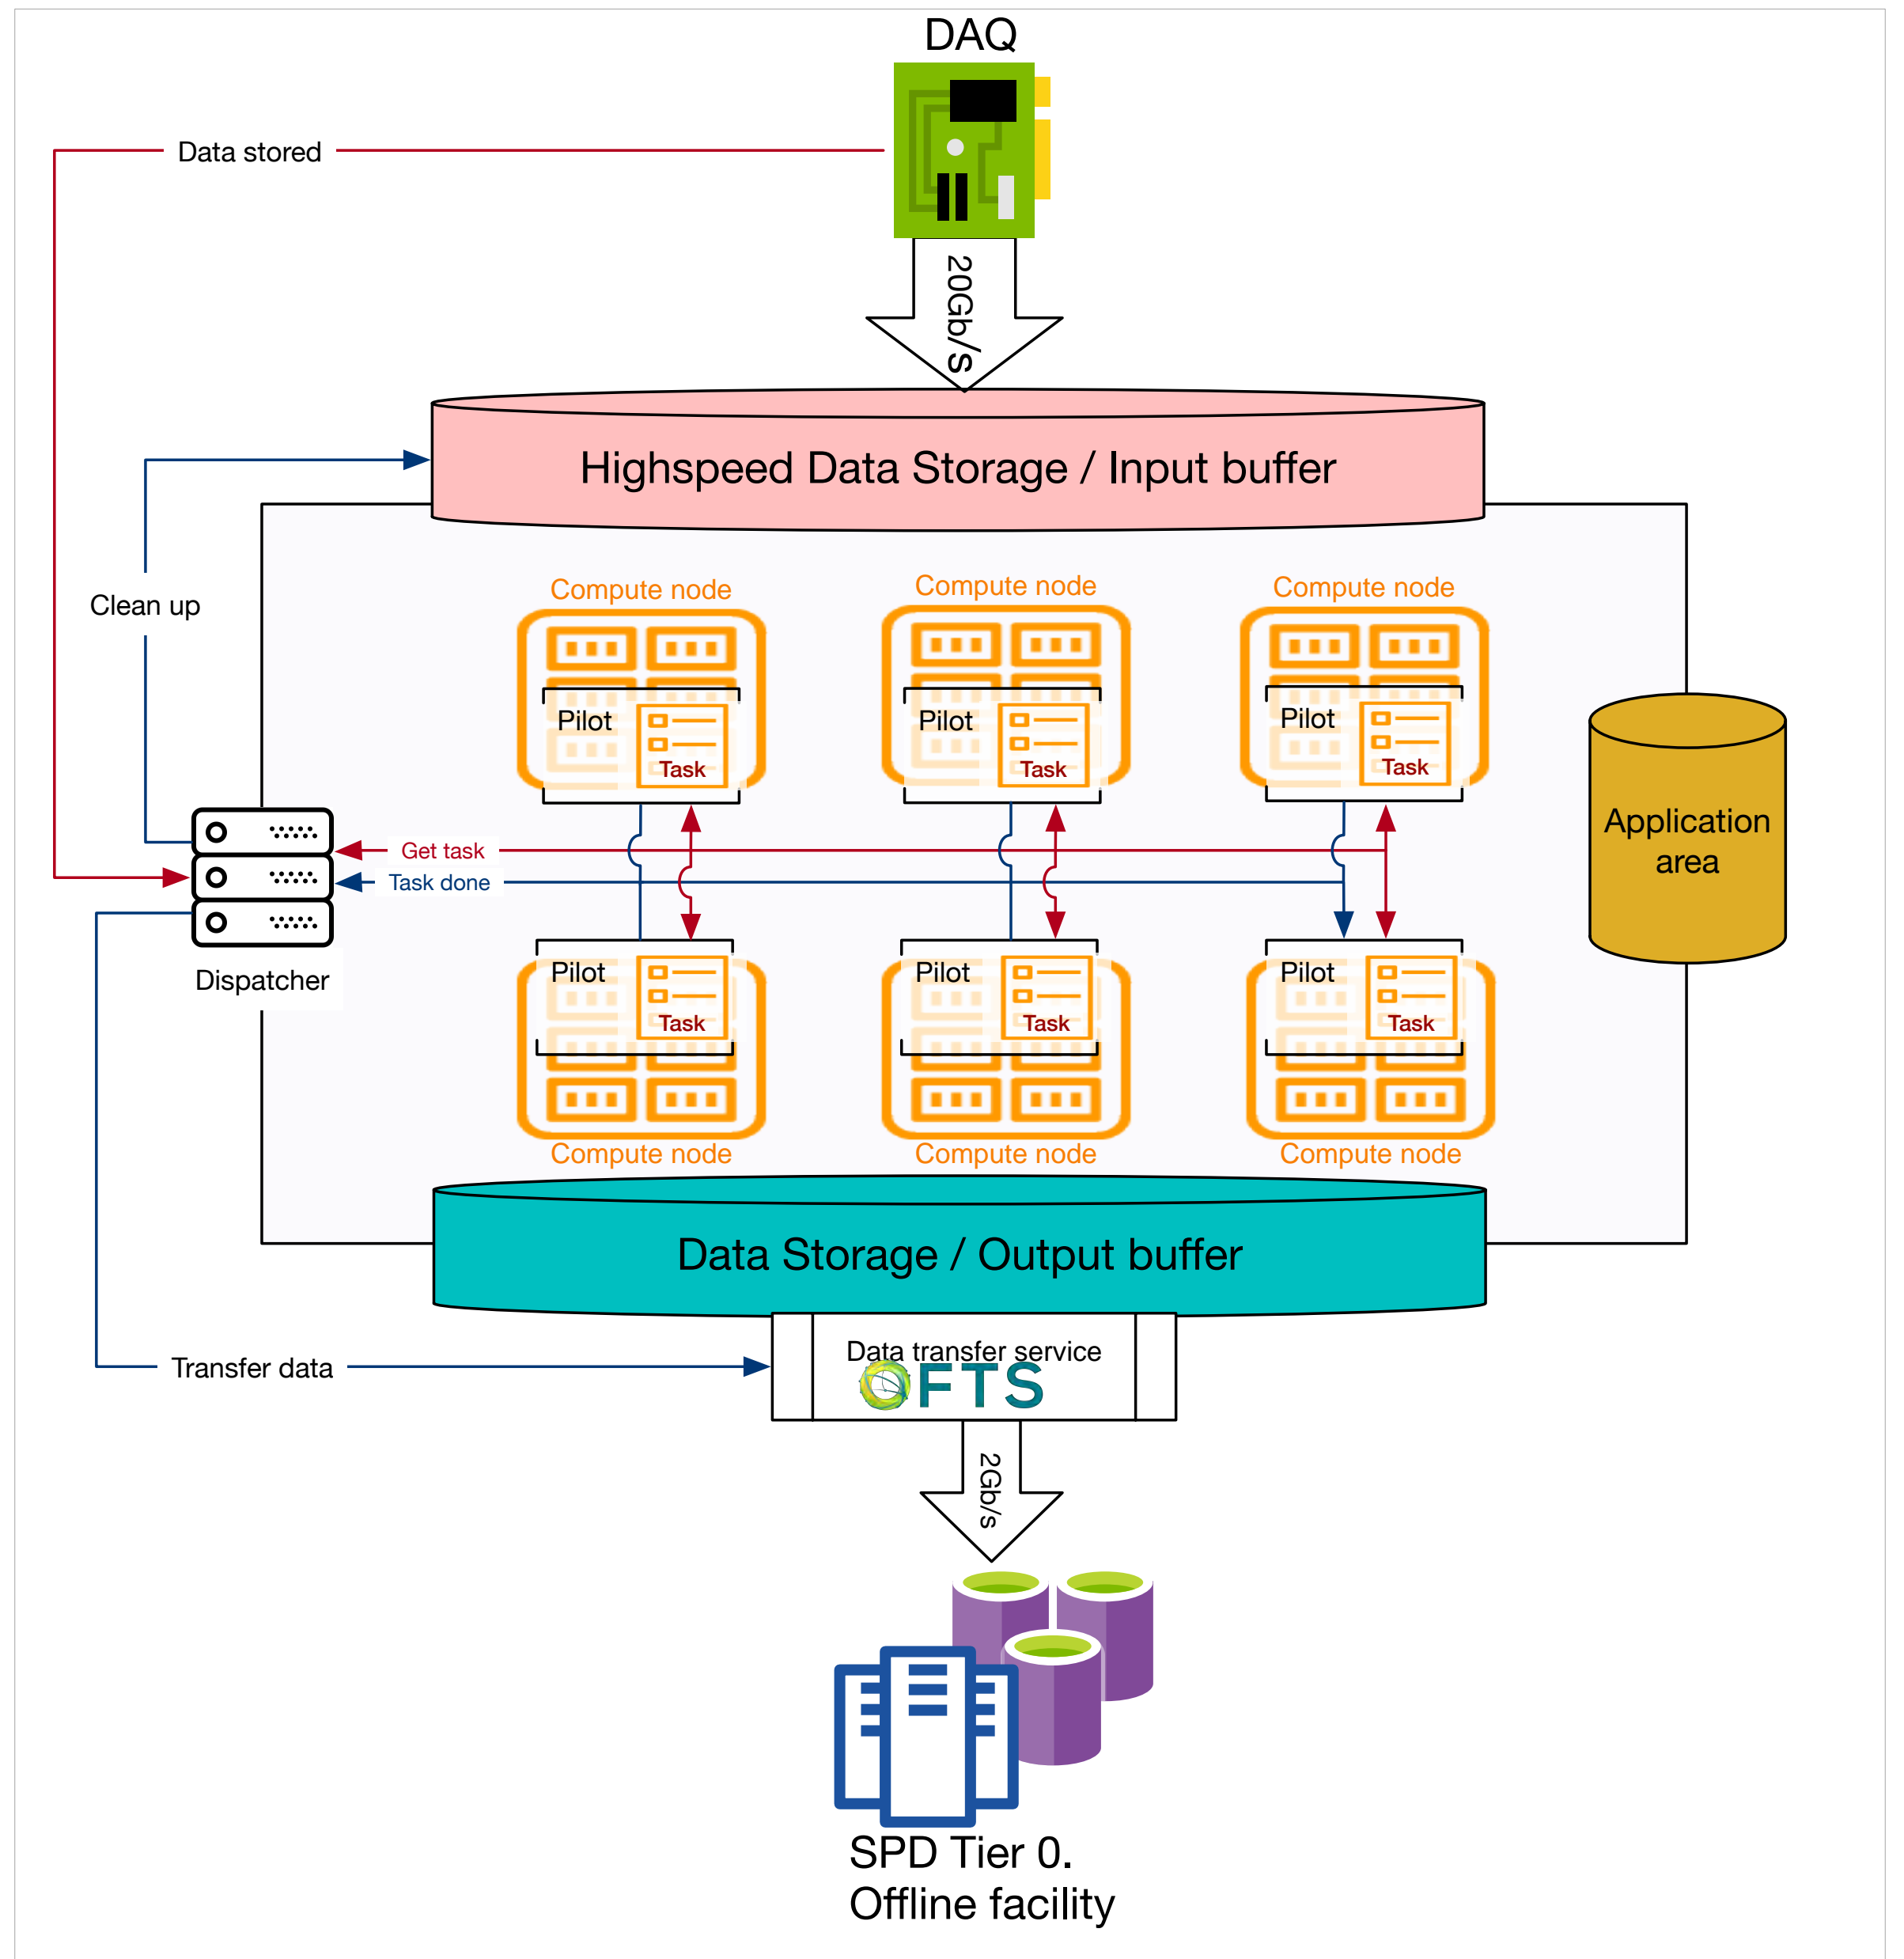 DAQ
Data stored
20Gb/s
Highspeed Data Storage / Input buffer
Clean up
Compute node
Compute node
Compute node
Pilot
Task
Pilot
Task
Pilot
Task
Application
area
Get task
Task done
Dispatcher
Pilot
Task
Pilot
Task
Pilot
Task
Compute node
Compute node
Compute node
Data Storage / Output buffer
Data transfer service
FTS
Transfer data
2Gb/s
SPD Tier 0.
Offline facility